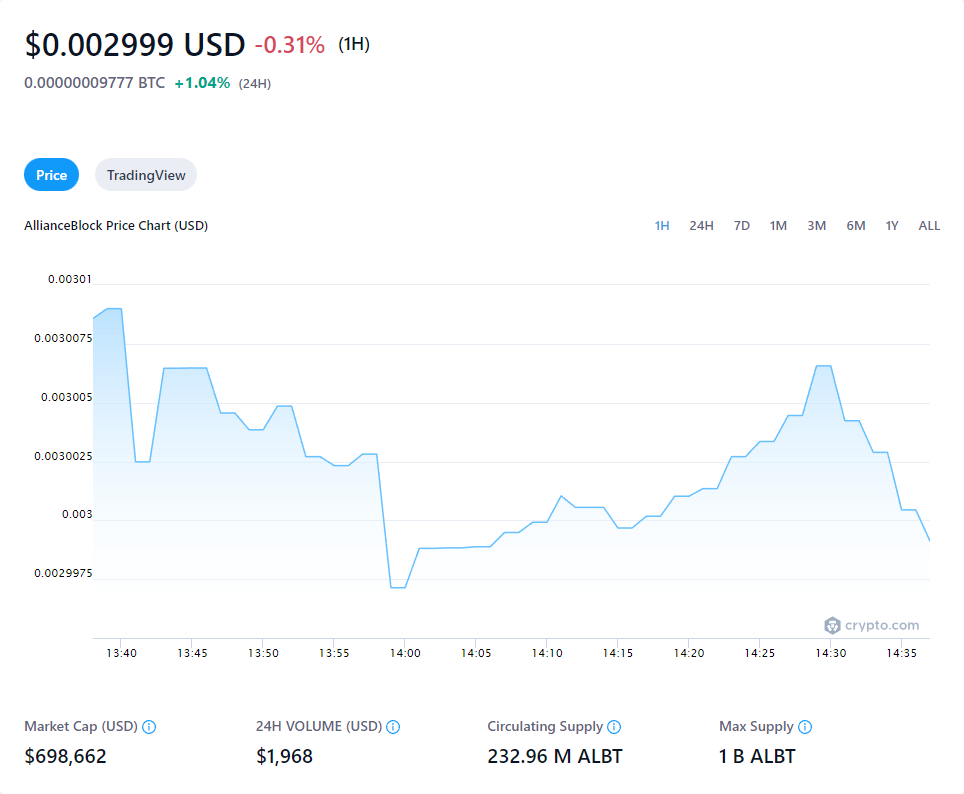 $0.002999 USD -0.31% (1H)
0.00000009777 BTC +1.04% (24H)
Price TradingView
AllianceBlock Price Chart (USD) 1H 24H 7D 1M 3M 6M 1Y ALL
0.00301
0.0030075
0.003005
0.0030025
0.003
0.0029975
crypto.com
13:40 13:45 13:50 13:55 14:00 14:05 14:10 14:15 14:20 14:25 14:30 14:35
Market Cap (USD) 24H VOLUME (USD) Circulating Supply Max Supply
$698,662 $1,968 232.96 M ALBT 1 B ALBT